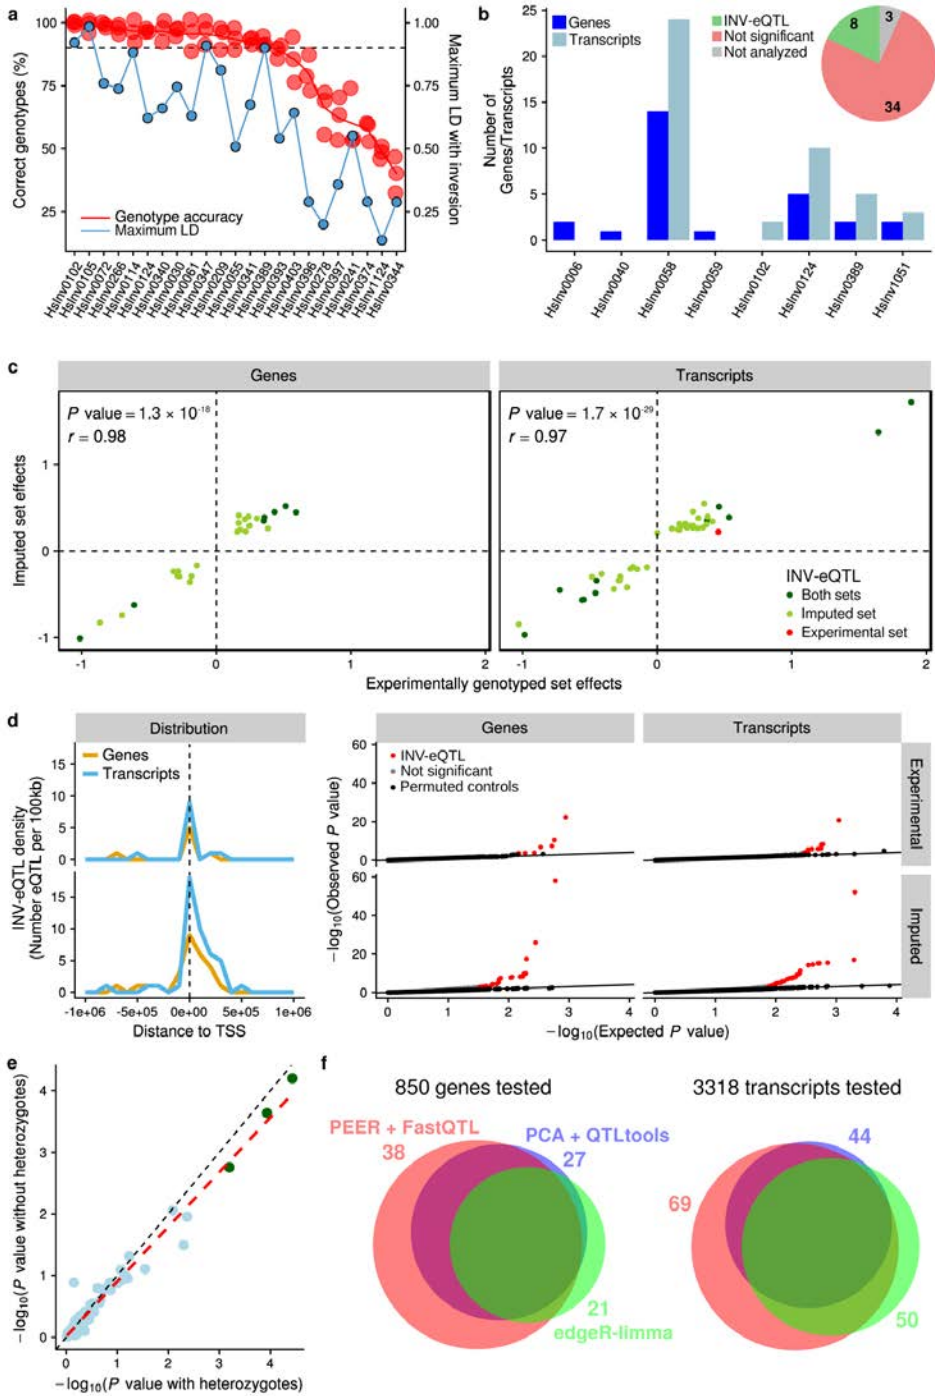 a
Correct genotypes (%)
100
75
50
25
Genotype accuracy
Maximum LD
1.00
0.75
0.50
0.25
Maximum LD with inversion
HsInv0102
HsInv0105
HsInv0072
HsInv0266
HsInv0114
HsInv0124
HsInv0340
HsInv0030
HsInv0061
HsInv0347
HsInv0209
HsInv0055
HsInv0341
HsInv0389
HsInv0393
HsInv0403
HsInv0396
HsInv0278
HsInv0397
HsInv0241
HsInv0374
HsInv1124
HsInv0344
b
Number of
Genes/Transcripts
25
20
15
10
5
0
Genes
Transcripts
INV-eQTL
Not significant
Not analyzed
8
3
34
HsInv0006
HsInv0040
HsInv0058
HsInv0059
HsInv0102
HsInv0124
HsInv0389
HsInv1051
c
Genes
Transcripts
P value = 1.3 × 10⁻¹⁸
r = 0.98
P value = 1.7 × 10⁻²⁹
r = 0.97
Imputed set effects
1
0
-1
INV-eQTL
Both sets
Imputed set
Experimental set
-1
0
1
2
-1
0
1
2
Experimentally genotyped set effects
d
Distribution
Genes
Transcripts
INV-eQTL density
(Number eQTL per 100kb)
15
10
5
0
15
10
5
0
-1e+06
-5e+05
0e+00
5e+05
1e+06
Distance to TSS
Genes
Transcripts
INV-eQTL
Not significant
Permuted controls
−log₁₀(Observed P value)
60
40
20
0
60
40
20
0
Experimental
Imputed
0
1
2
3
4
0
1
2
3
4
−log₁₀(Expected P value)
e
−log₁₀(P value without heterozygotes)
4
3
2
1
0
0
1
2
3
4
−log₁₀(P value with heterozygotes)
f
850 genes tested
PEER + FastQTL
38
PCA + QTLtools
27
21
edgeR-limma
3318 transcripts tested
69
44
50